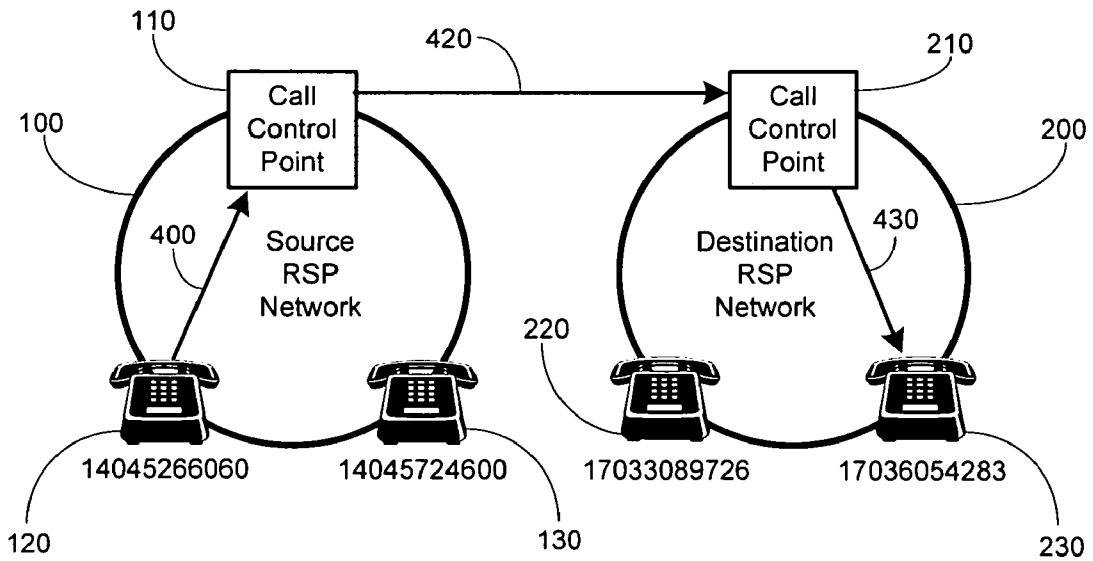 110
420
210
Call
Control
Point
Call
Control
Point
100
200
400
Source
RSP
Network
Destination
RSP
Network
430
220
14045266060
14045724600
17033089726
17036054283
120
130
230